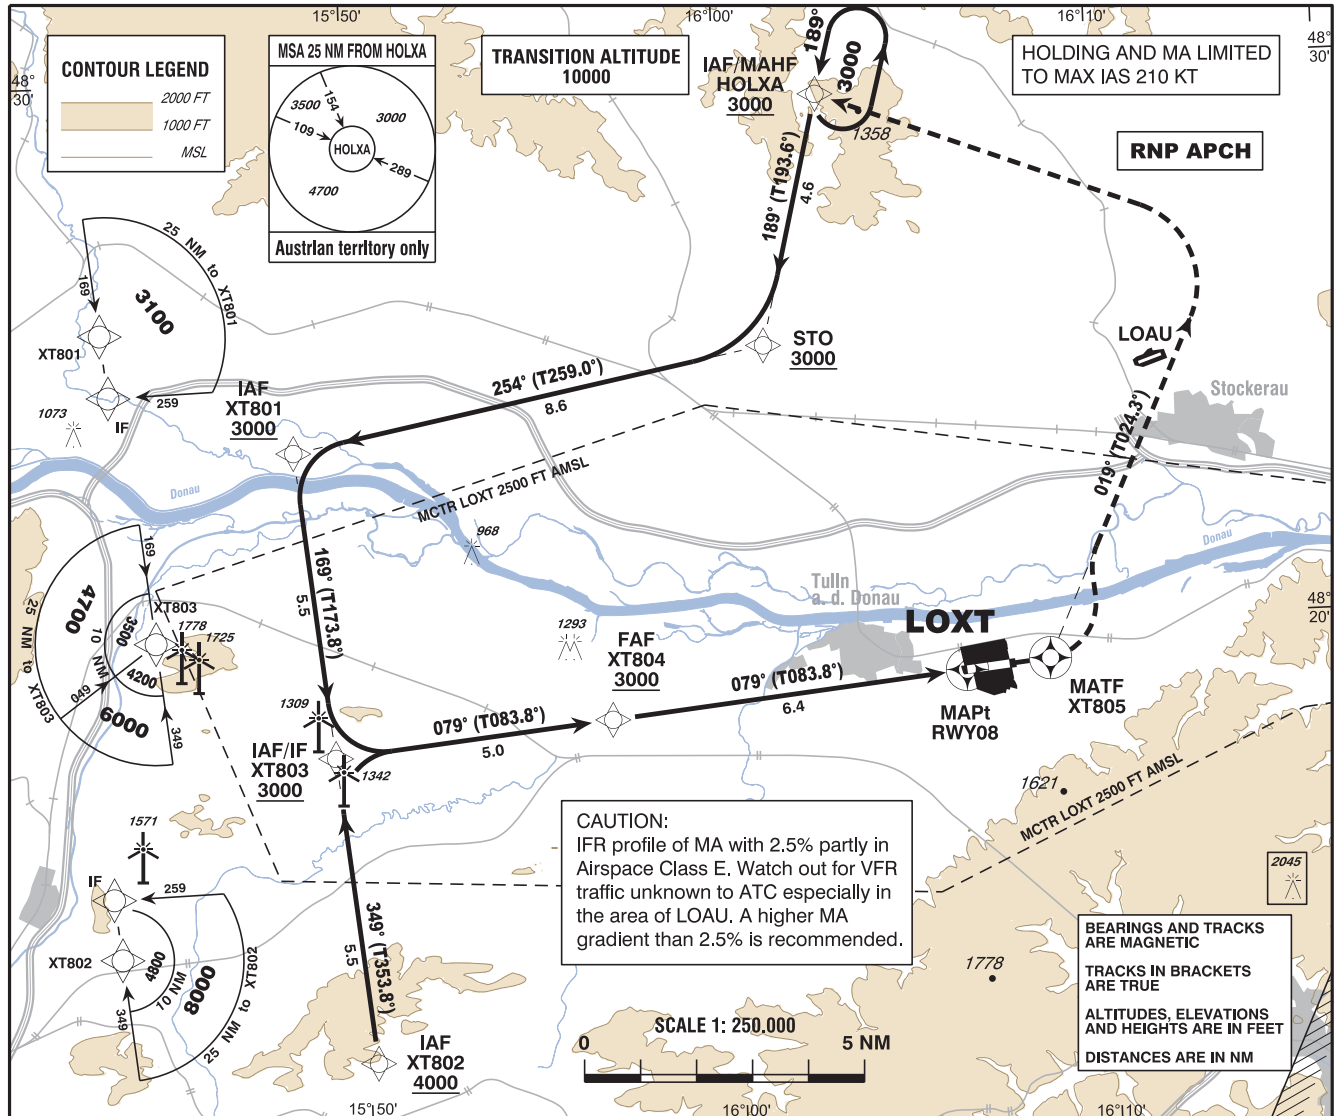 15°50'
16°00'
16°10'
48°
30'
48°
30'
CONTOUR LEGEND
2000 FT
1000 FT
MSL
MSA 25 NM FROM HOLXA
3500
154
3000
109
HOLXA
289
4700
Austrian territory only
TRANSITION ALTITUDE
10000
IAF/MAHF
HOLXA
3000
189°
3000
1358
HOLDING AND MA LIMITED
TO MAX IAS 210 KT
RNP APCH
189° (T193.6°)
4.6
25 NM to XT801
169
3100
XT801
259
IF
1073
STO
3000
LOAU
Stockerau
IAF
XT801
3000
254° (T259.0°)
8.6
019° (T024.3°)
Donau
MCTR LOXT 2500 FT AMSL
968
Donau
169° (T173.8°)
5.5
169
4700
25 NM to XT803
XT803
3500
10 NM
4200
049
6000
349
1778
1725
Tulln
a. d. Donau
48°
20'
1293
FAF
XT804
3000
LOXT
079° (T083.8°)
6.4
MAPt
RWY08
MATF
XT805
1309
IAF/IF
XT803
3000
1342
079° (T083.8°)
5.0
1621
MCTR LOXT 2500 FT AMSL
1571
CAUTION:
IFR profile of MA with 2.5% partly in
Airspace Class E. Watch out for VFR
traffic unknown to ATC especially in
the area of LOAU. A higher MA
gradient than 2.5% is recommended.
2045
IF
259
XT802
4800
10 NM
8000
25 NM to XT802
349
349° (T353.8°)
5.5
1778
BEARINGS AND TRACKS
ARE MAGNETIC
TRACKS IN BRACKETS
ARE TRUE
ALTITUDES, ELEVATIONS
AND HEIGHTS ARE IN FEET
DISTANCES ARE IN NM
IAF
XT802
4000
SCALE 1: 250.000
0
5 NM
15°50'
16°00'
16°10'